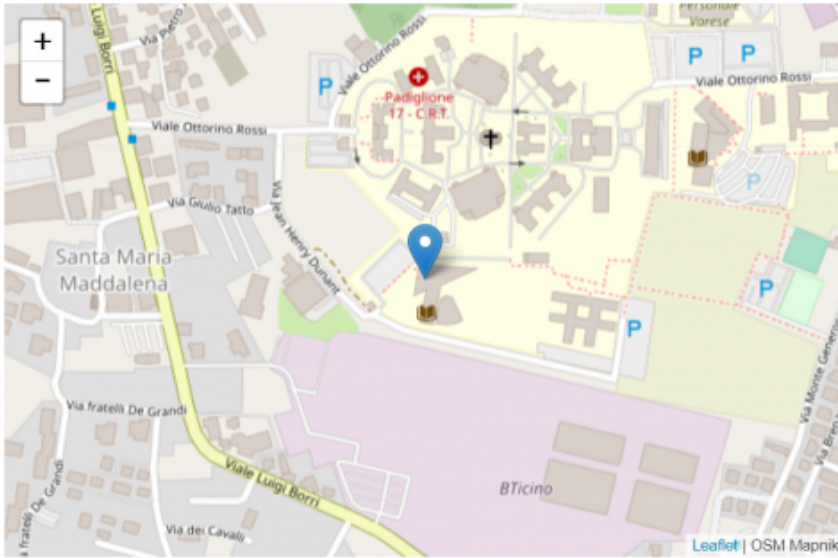 +
−
Luigi Borri
Via Pietro
Viale Ottorino Rossi
Personale
Varese
P
P
P
Viale Ottorino Rossi
Padiglione
17 - C.R.T.
Viale Ottorino Rossi
P
Via Giulio Tatto
Via Jean Henry Dunant
Santa Maria
Maddalena
P
P
Via fratelli De Grandi
Via Monte Gener
Via Bren
Viale Luigi Borri
BTicino
a fratelli De Grandi
Via dei Cavalli
Leaflet | OSM Mapnik